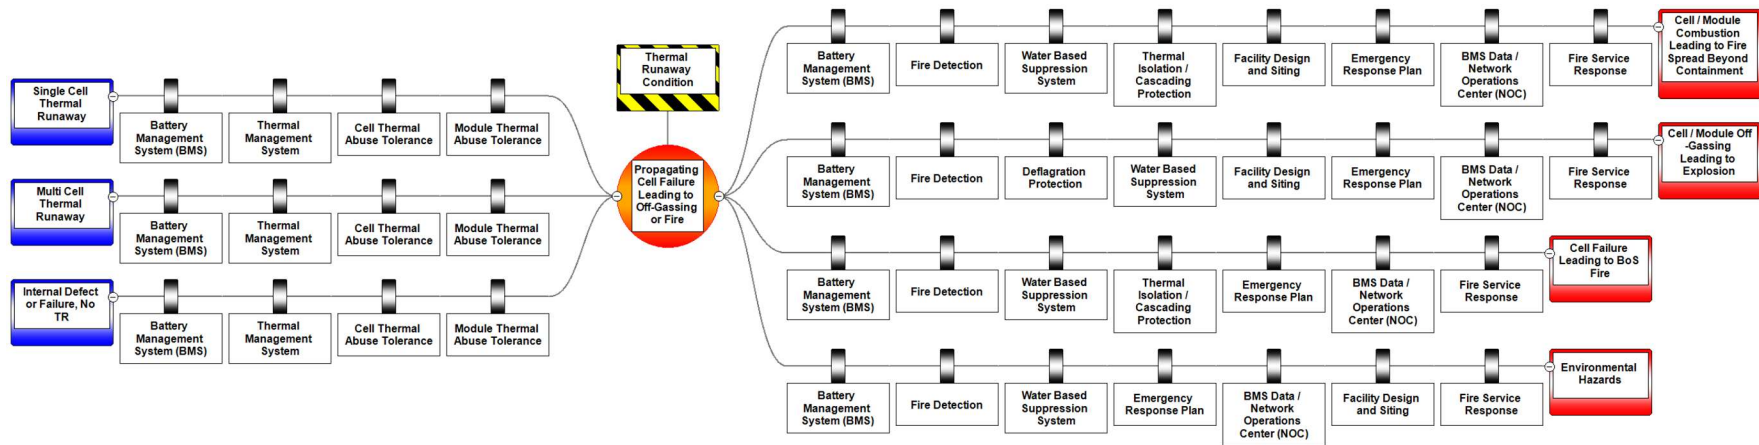 Single Cell
Thermal
Runaway
Battery
Management
System (BMS)
Thermal
Management
System
Cell Thermal
Abuse Tolerance
Module Thermal
Abuse Tolerance
Multi Cell
Thermal
Runaway
Battery
Management
System (BMS)
Thermal
Management
System
Cell Thermal
Abuse Tolerance
Module Thermal
Abuse Tolerance
Internal Defect
or Failure, No
TR
Battery
Management
System (BMS)
Thermal
Management
System
Cell Thermal
Abuse Tolerance
Module Thermal
Abuse Tolerance
Thermal
Runaway
Condition
Propagating
Cell Failure
Leading to
Off-Gassing
or Fire
Battery
Management
System (BMS)
Fire Detection
Water Based
Suppression
System
Thermal
Isolation /
Cascading
Protection
Facility Design
and Siting
Emergency
Response Plan
BMS Data /
Network
Operations
Center (NOC)
Fire Service
Response
Cell / Module
Combustion
Leading to Fire
Spread Beyond
Containment
Battery
Management
System (BMS)
Fire Detection
Deflagration
Protection
Water Based
Suppression
System
Facility Design
and Siting
Emergency
Response Plan
BMS Data /
Network
Operations
Center (NOC)
Fire Service
Response
Cell / Module Off
-Gassing
Leading to
Explosion
Battery
Management
System (BMS)
Fire Detection
Water Based
Suppression
System
Thermal
Isolation /
Cascading
Protection
Emergency
Response Plan
BMS Data /
Network
Operations
Center (NOC)
Fire Service
Response
Cell Failure
Leading to BoS
Fire
Battery
Management
System (BMS)
Fire Detection
Water Based
Suppression
System
Emergency
Response Plan
BMS Data /
Network
Operations
Center (NOC)
Facility Design
and Siting
Fire Service
Response
Environmental
Hazards